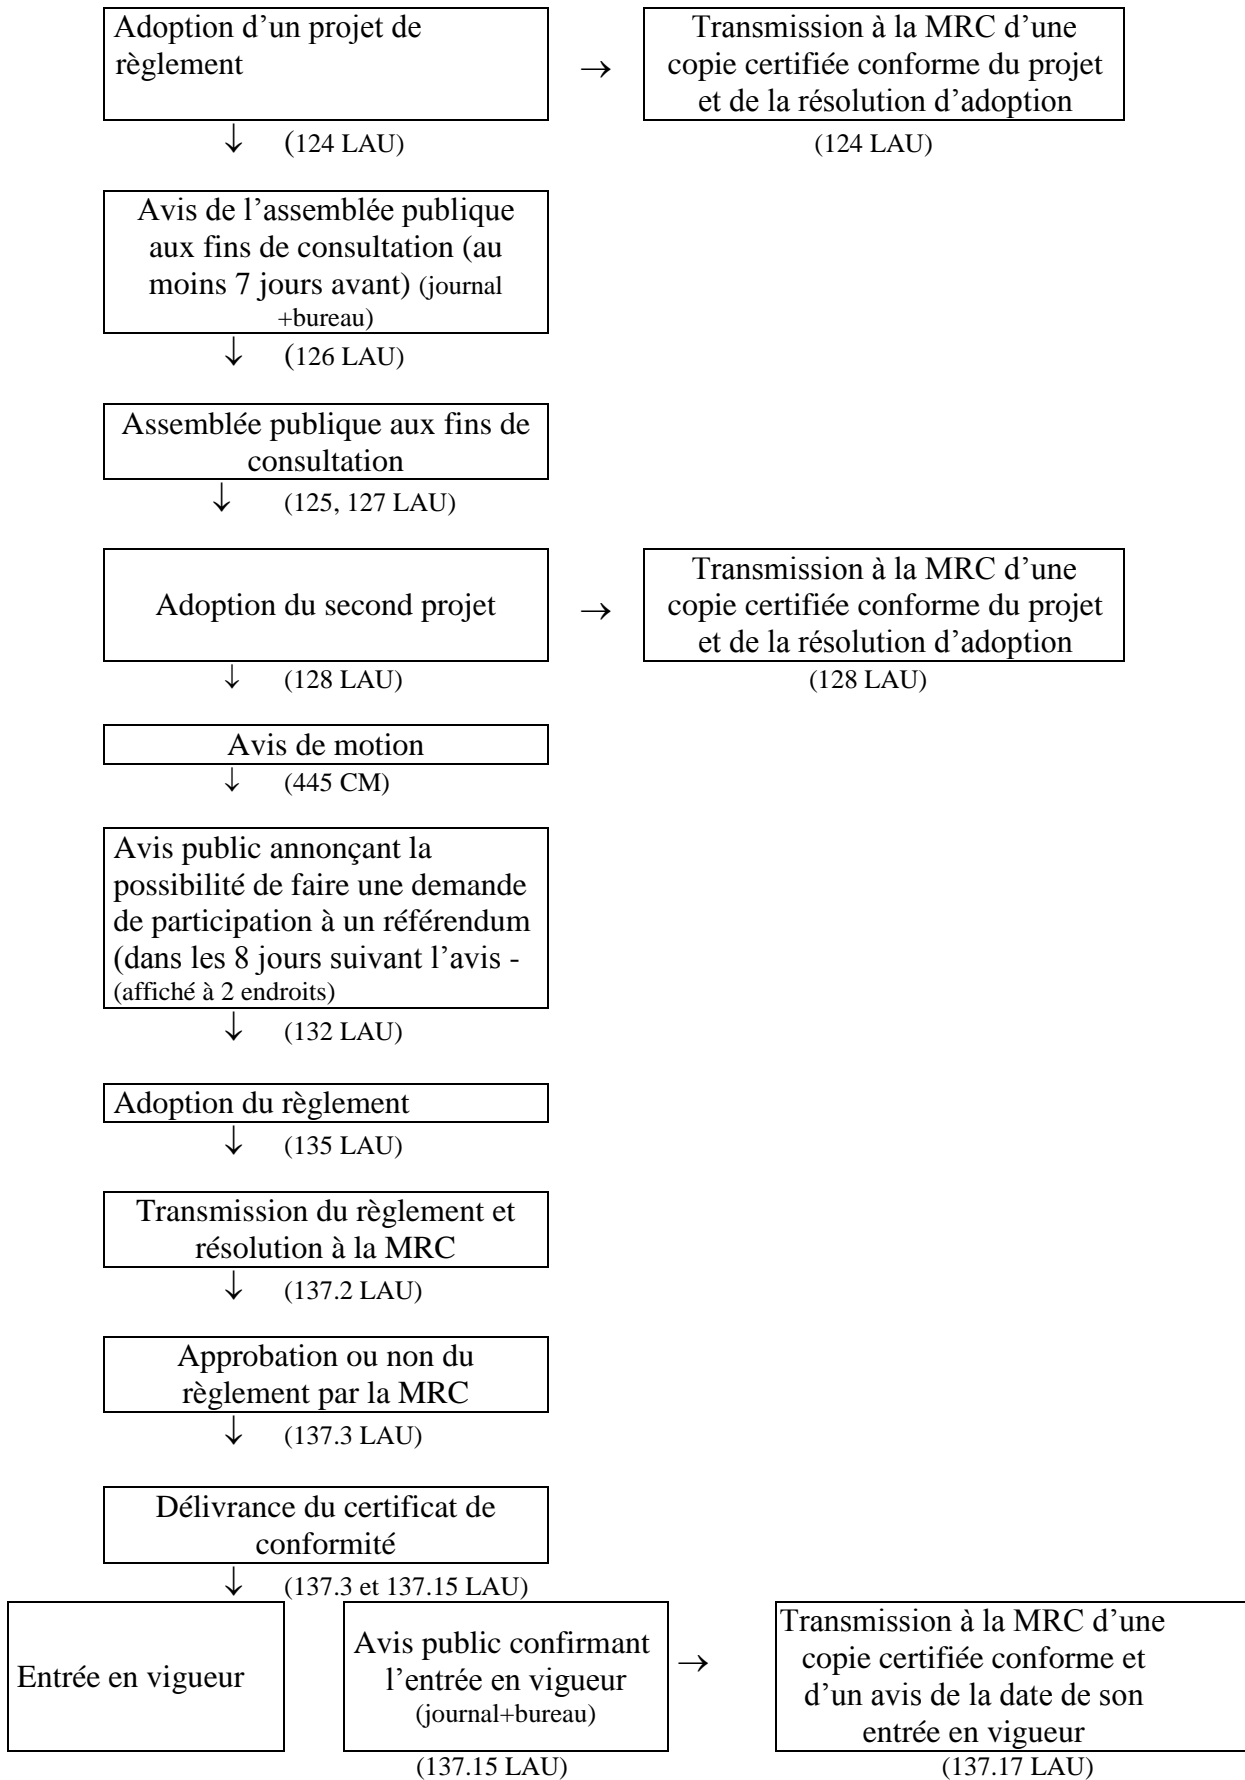 Adoption d’un projet de
règlement
→
Transmission à la MRC d’une
copie certifiée conforme du projet
et de la résolution d’adoption
↓ (124 LAU)
(124 LAU)
Avis de l’assemblée publique
aux fins de consultation (au
moins 7 jours avant) (journal
+bureau)
↓ (126 LAU)
Assemblée publique aux fins de
consultation
↓ (125, 127 LAU)
Adoption du second projet
→
Transmission à la MRC d’une
copie certifiée conforme du projet
et de la résolution d’adoption
↓ (128 LAU)
(128 LAU)
Avis de motion
↓ (445 CM)
Avis public annonçant la
possibilité de faire une demande
de participation à un référendum
(dans les 8 jours suivant l’avis -
(affiché à 2 endroits)
↓ (132 LAU)
Adoption du règlement
↓ (135 LAU)
Transmission du règlement et
résolution à la MRC
↓ (137.2 LAU)
Approbation ou non du
règlement par la MRC
↓ (137.3 LAU)
Délivrance du certificat de
conformité
↓ (137.3 et 137.15 LAU)
Entrée en vigueur
Avis public confirmant
l’entrée en vigueur
(journal+bureau)
→
Transmission à la MRC d’une
copie certifiée conforme et
d’un avis de la date de son
entrée en vigueur
(137.15 LAU)
(137.17 LAU)